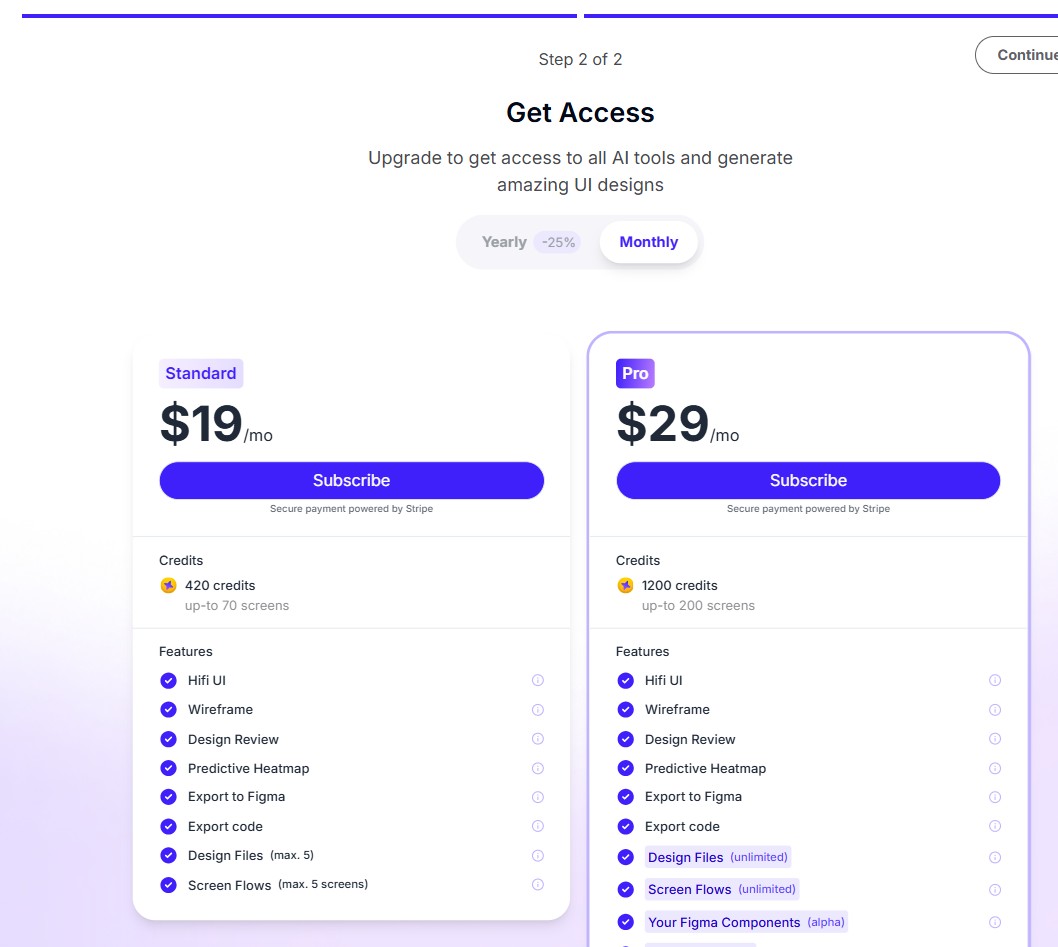 Step 2 of 2
Continue
Get Access
Upgrade to get access to all AI tools and generate
amazing UI designs
Yearly -25% Monthly
Standard
$19/mo
Subscribe
Secure payment powered by Stripe
Credits
420 credits
up-to 70 screens
Features
Hifi UI
Wireframe
Design Review
Predictive Heatmap
Export to Figma
Export code
Design Files (max. 5)
Screen Flows (max. 5 screens)
Pro
$29/mo
Subscribe
Secure payment powered by Stripe
Credits
1200 credits
up-to 200 screens
Features
Hifi UI
Wireframe
Design Review
Predictive Heatmap
Export to Figma
Export code
Design Files (unlimited)
Screen Flows (unlimited)
Your Figma Components (alpha)